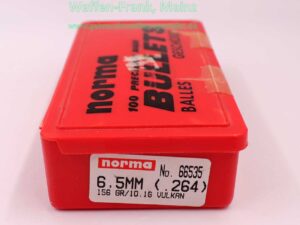 Waffen-Frank, Mainz
norma
100 PRECISION
BULLETS
GESCHOSSE
BALLES
norma No. 66535
6.5MM (.264)
156 GR/10.1G VULKAN